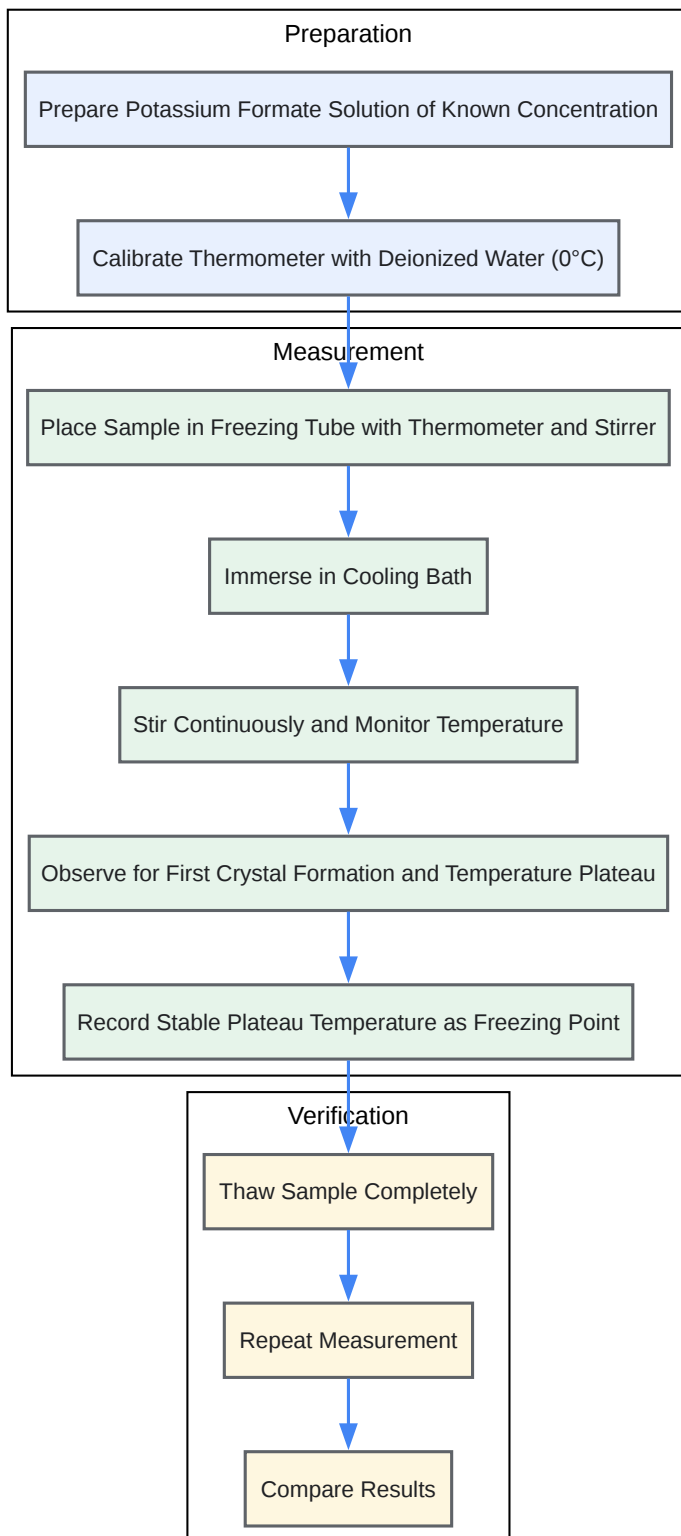 Preparation
Prepare Potassium Formate Solution of Known Concentration
Calibrate Thermometer with Deionized Water (0°C)
Measurement
Place Sample in Freezing Tube with Thermometer and Stirrer
Immerse in Cooling Bath
Stir Continuously and Monitor Temperature
Observe for First Crystal Formation and Temperature Plateau
Record Stable Plateau Temperature as Freezing Point
Verification
Thaw Sample Completely
Repeat Measurement
Compare Results